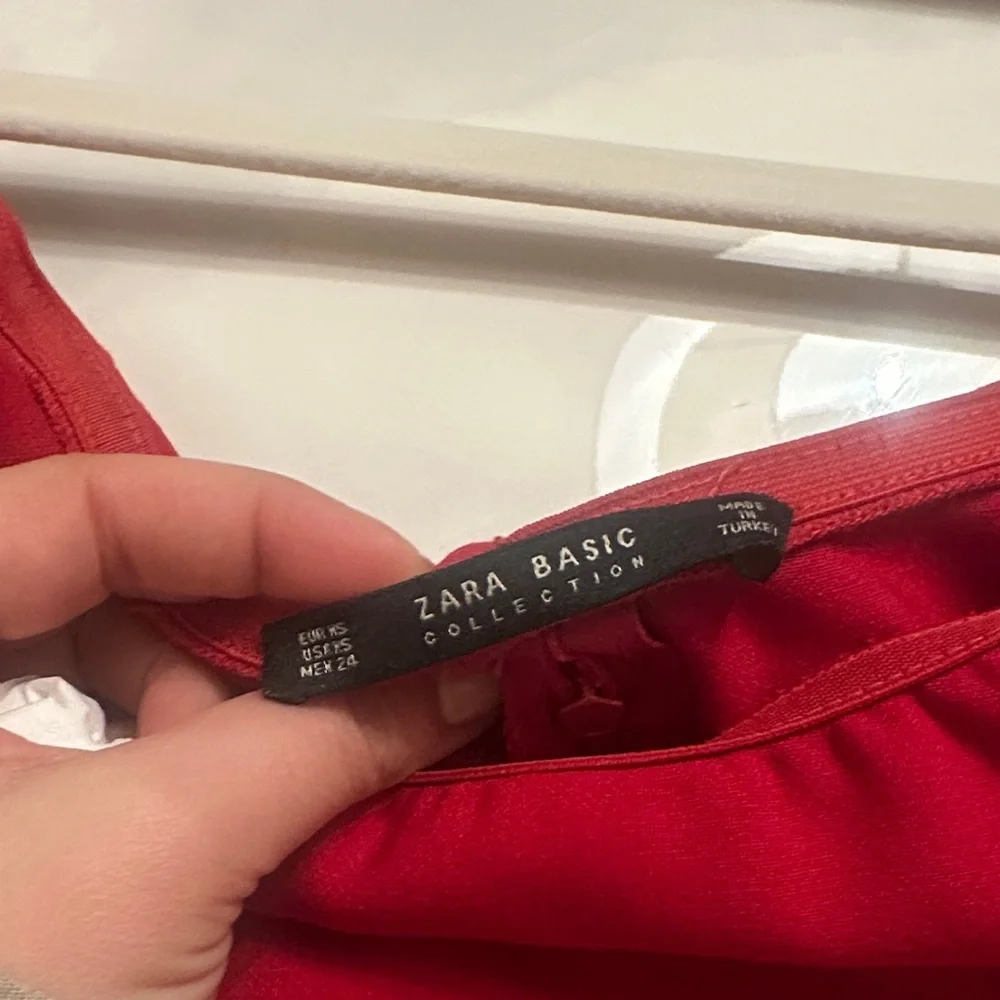 EUR XS
USA XS
MEX 24
ZARA BASIC
COLLECTION
MADE
IN
TURKEY